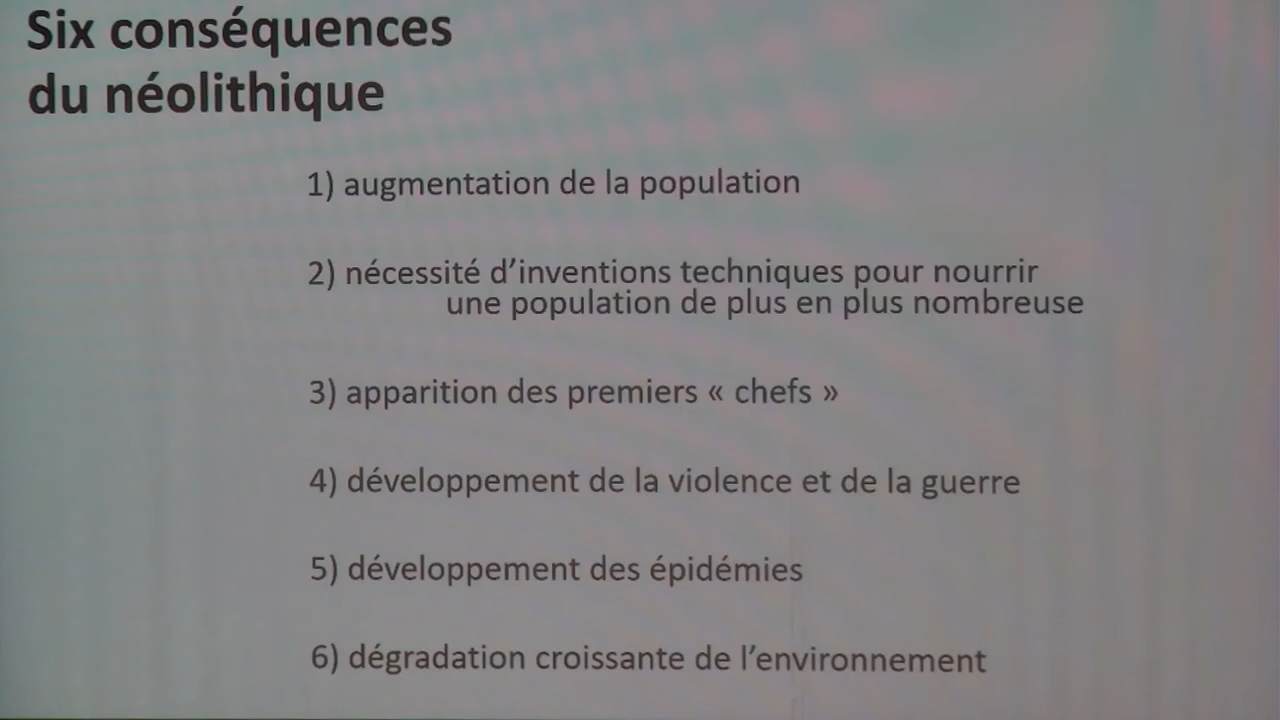 Six conséquences
du néolithique
1) augmentation de la population
2) nécessité d’inventions techniques pour nourrir
une population de plus en plus nombreuse
3) apparition des premiers « chefs »
4) développement de la violence et de la guerre
5) développement des épidémies
6) dégradation croissante de l’environnement